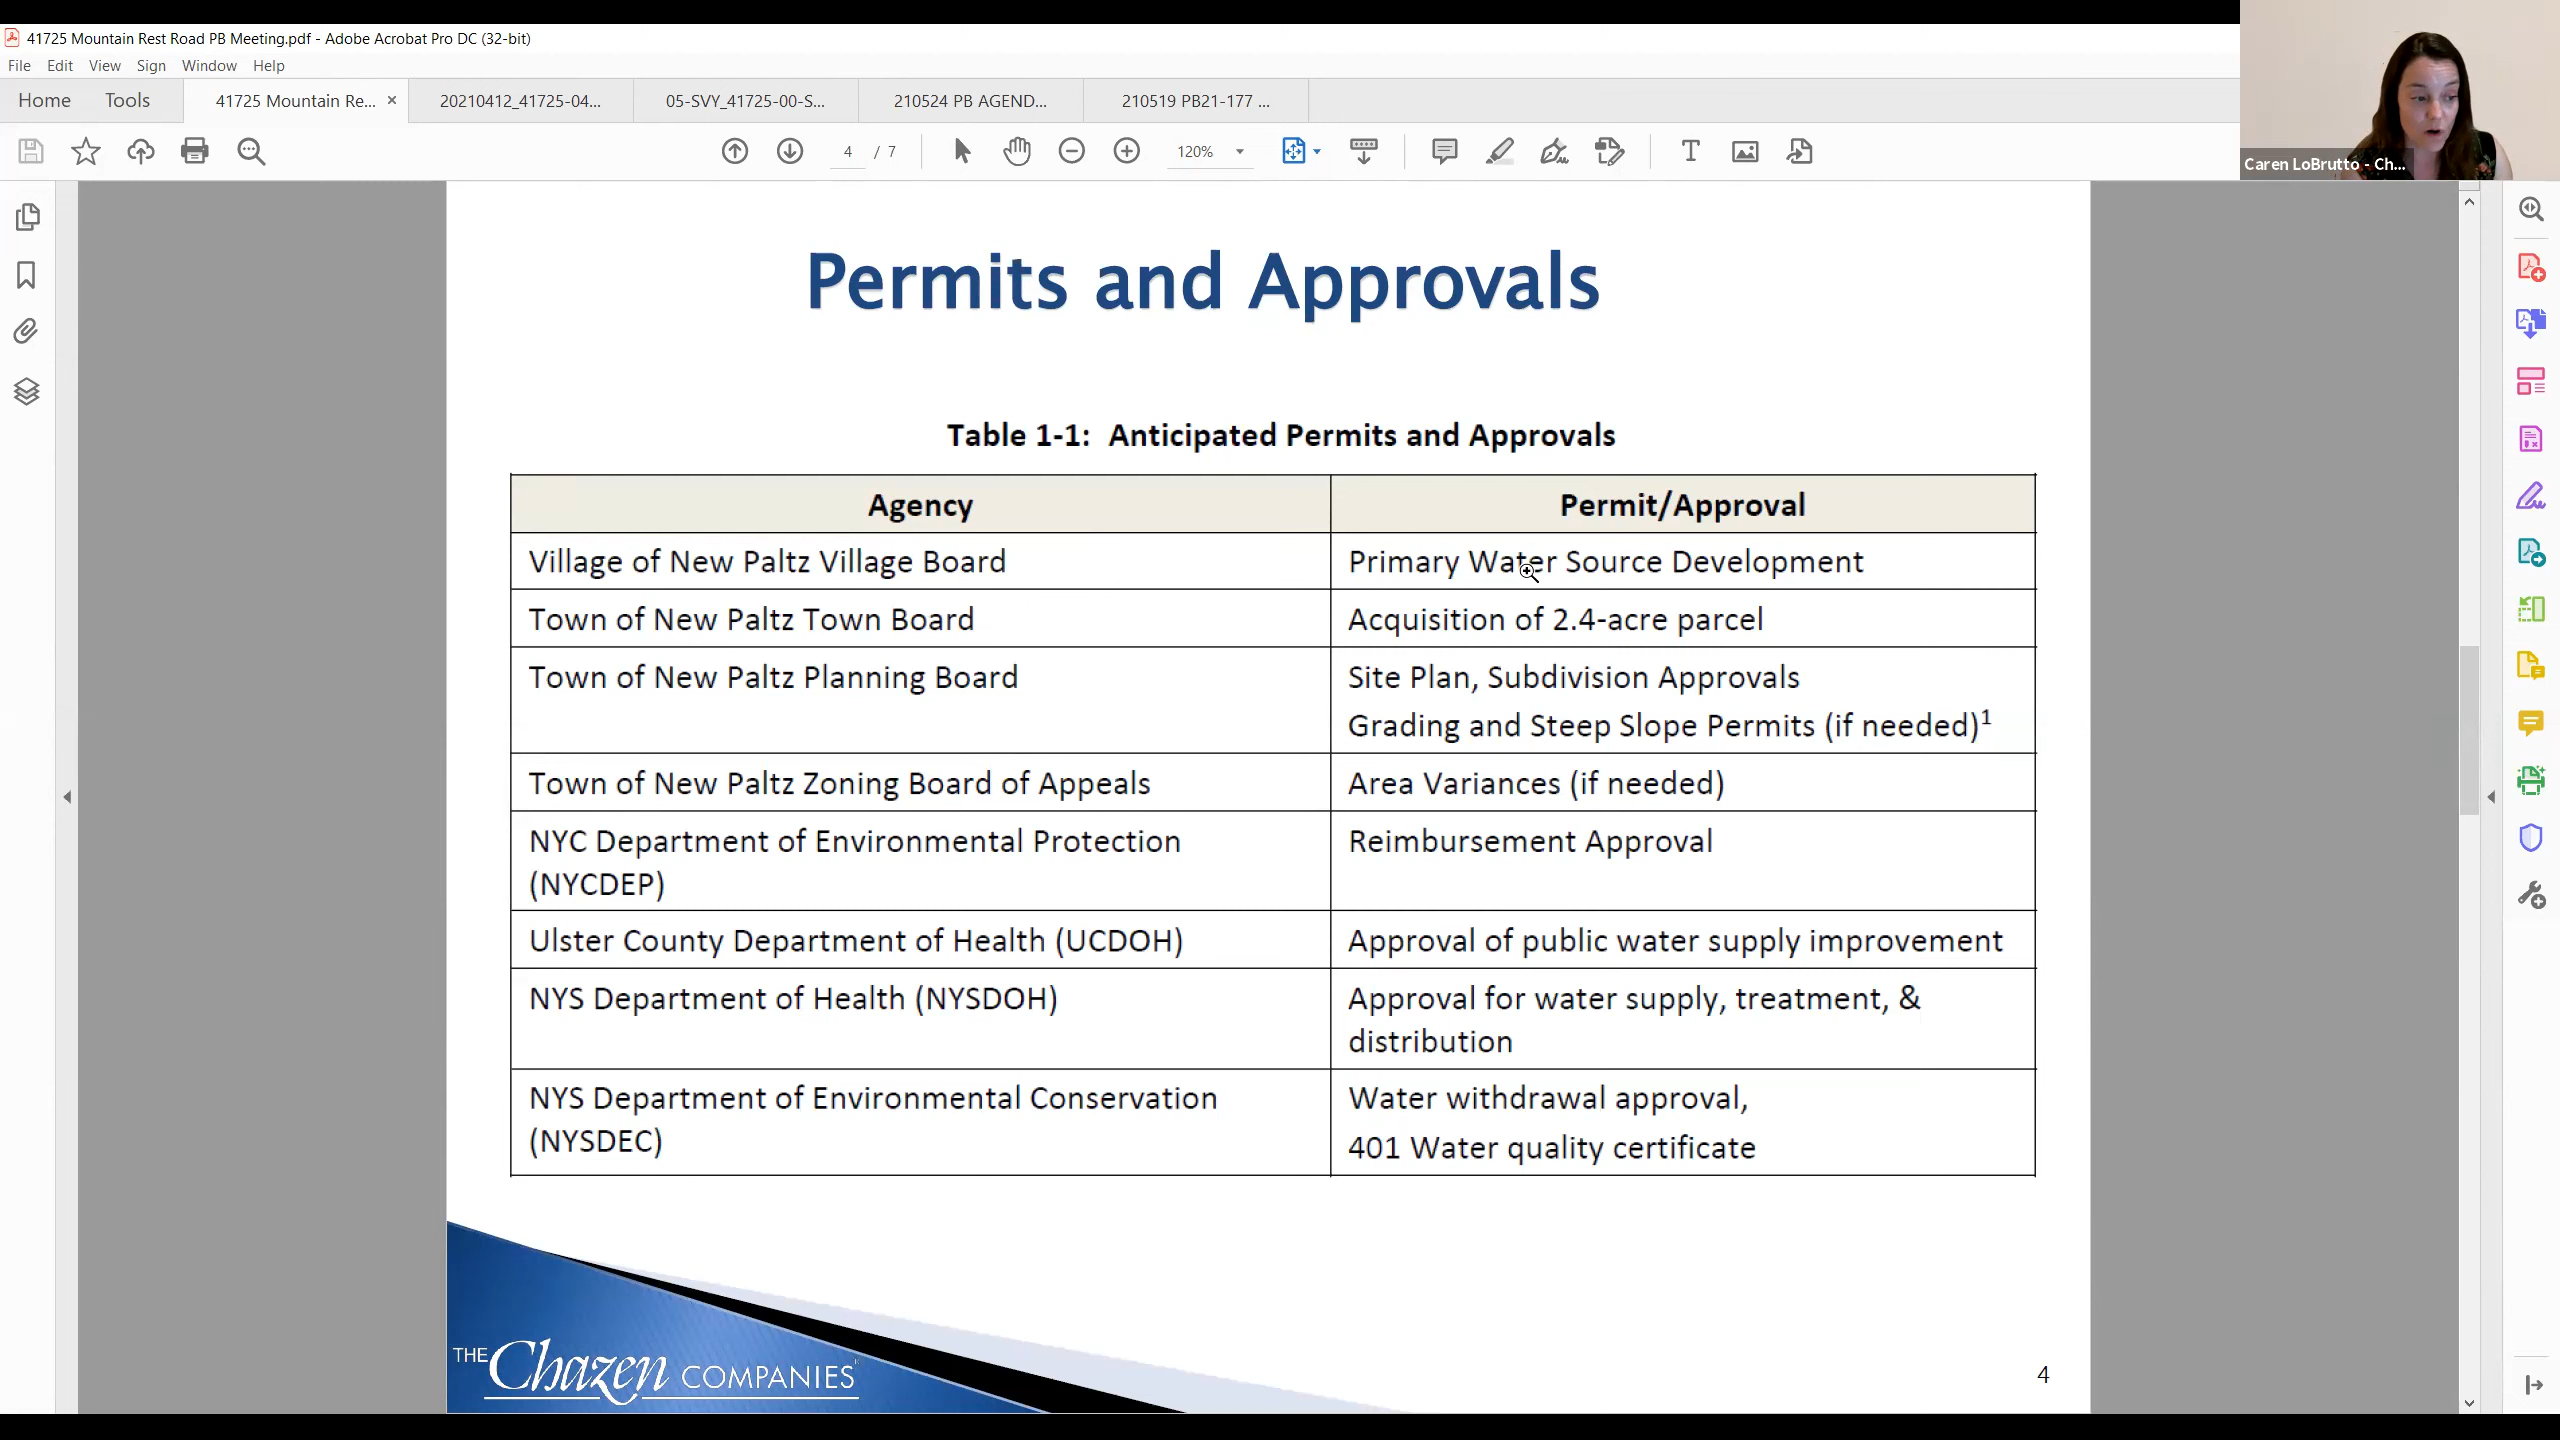 41725 Mountain Rest Road PB Meeting.pdf - Adobe Acrobat Pro DC (32-bit)
File Edit View Sign Window Help
Home Tools 41725 Mountain Re... × 20210412_41725-04... 05-SVY_41725-00-S... 210524 PB AGEND... 210519 PB21-177 ...
4 / 7 120%
Caren LoBrutto - Ch...
Permits and Approvals
Table 1-1: Anticipated Permits and Approvals
Agency Permit/Approval
Village of New Paltz Village Board Primary Water Source Development
Town of New Paltz Town Board Acquisition of 2.4-acre parcel
Town of New Paltz Planning Board Site Plan, Subdivision Approvals
Grading and Steep Slope Permits (if needed)¹
Town of New Paltz Zoning Board of Appeals Area Variances (if needed)
NYC Department of Environmental Protection Reimbursement Approval
(NYCDEP)
Ulster County Department of Health (UCDOH) Approval of public water supply improvement
NYS Department of Health (NYSDOH) Approval for water supply, treatment, &
distribution
NYS Department of Environmental Conservation Water withdrawal approval,
(NYSDEC) 401 Water quality certificate
THE Chazen COMPANIES
4